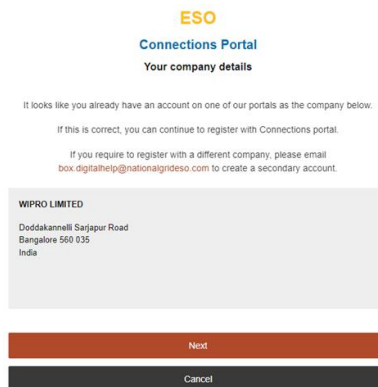 ESO
Connections Portal
Your company details
It looks like you already have an account on one of our portals as the company below.
If this is correct, you can continue to register with Connections portal.
If you require to register with a different company, please email
box.digitalhelp@nationalgrideso.com to create a secondary account.
WIPRO LIMITED
Doddakannelli Sarjapur Road
Bangalore 560 035
India
Next
Cancel